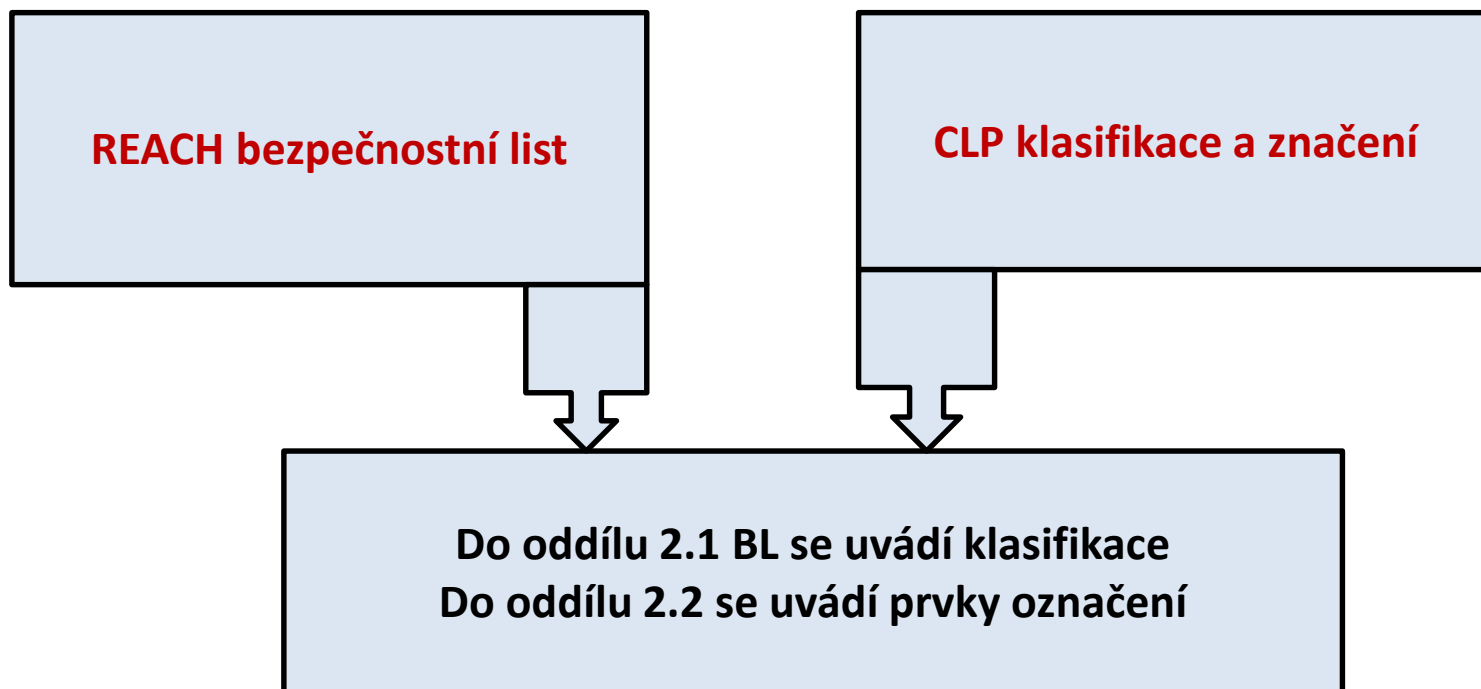 REACH bezpečnostní list
CLP klasifikace a značení
Do oddílu 2.1 BL se uvádí klasifikace
Do oddílu 2.2 se uvádí prvky označení